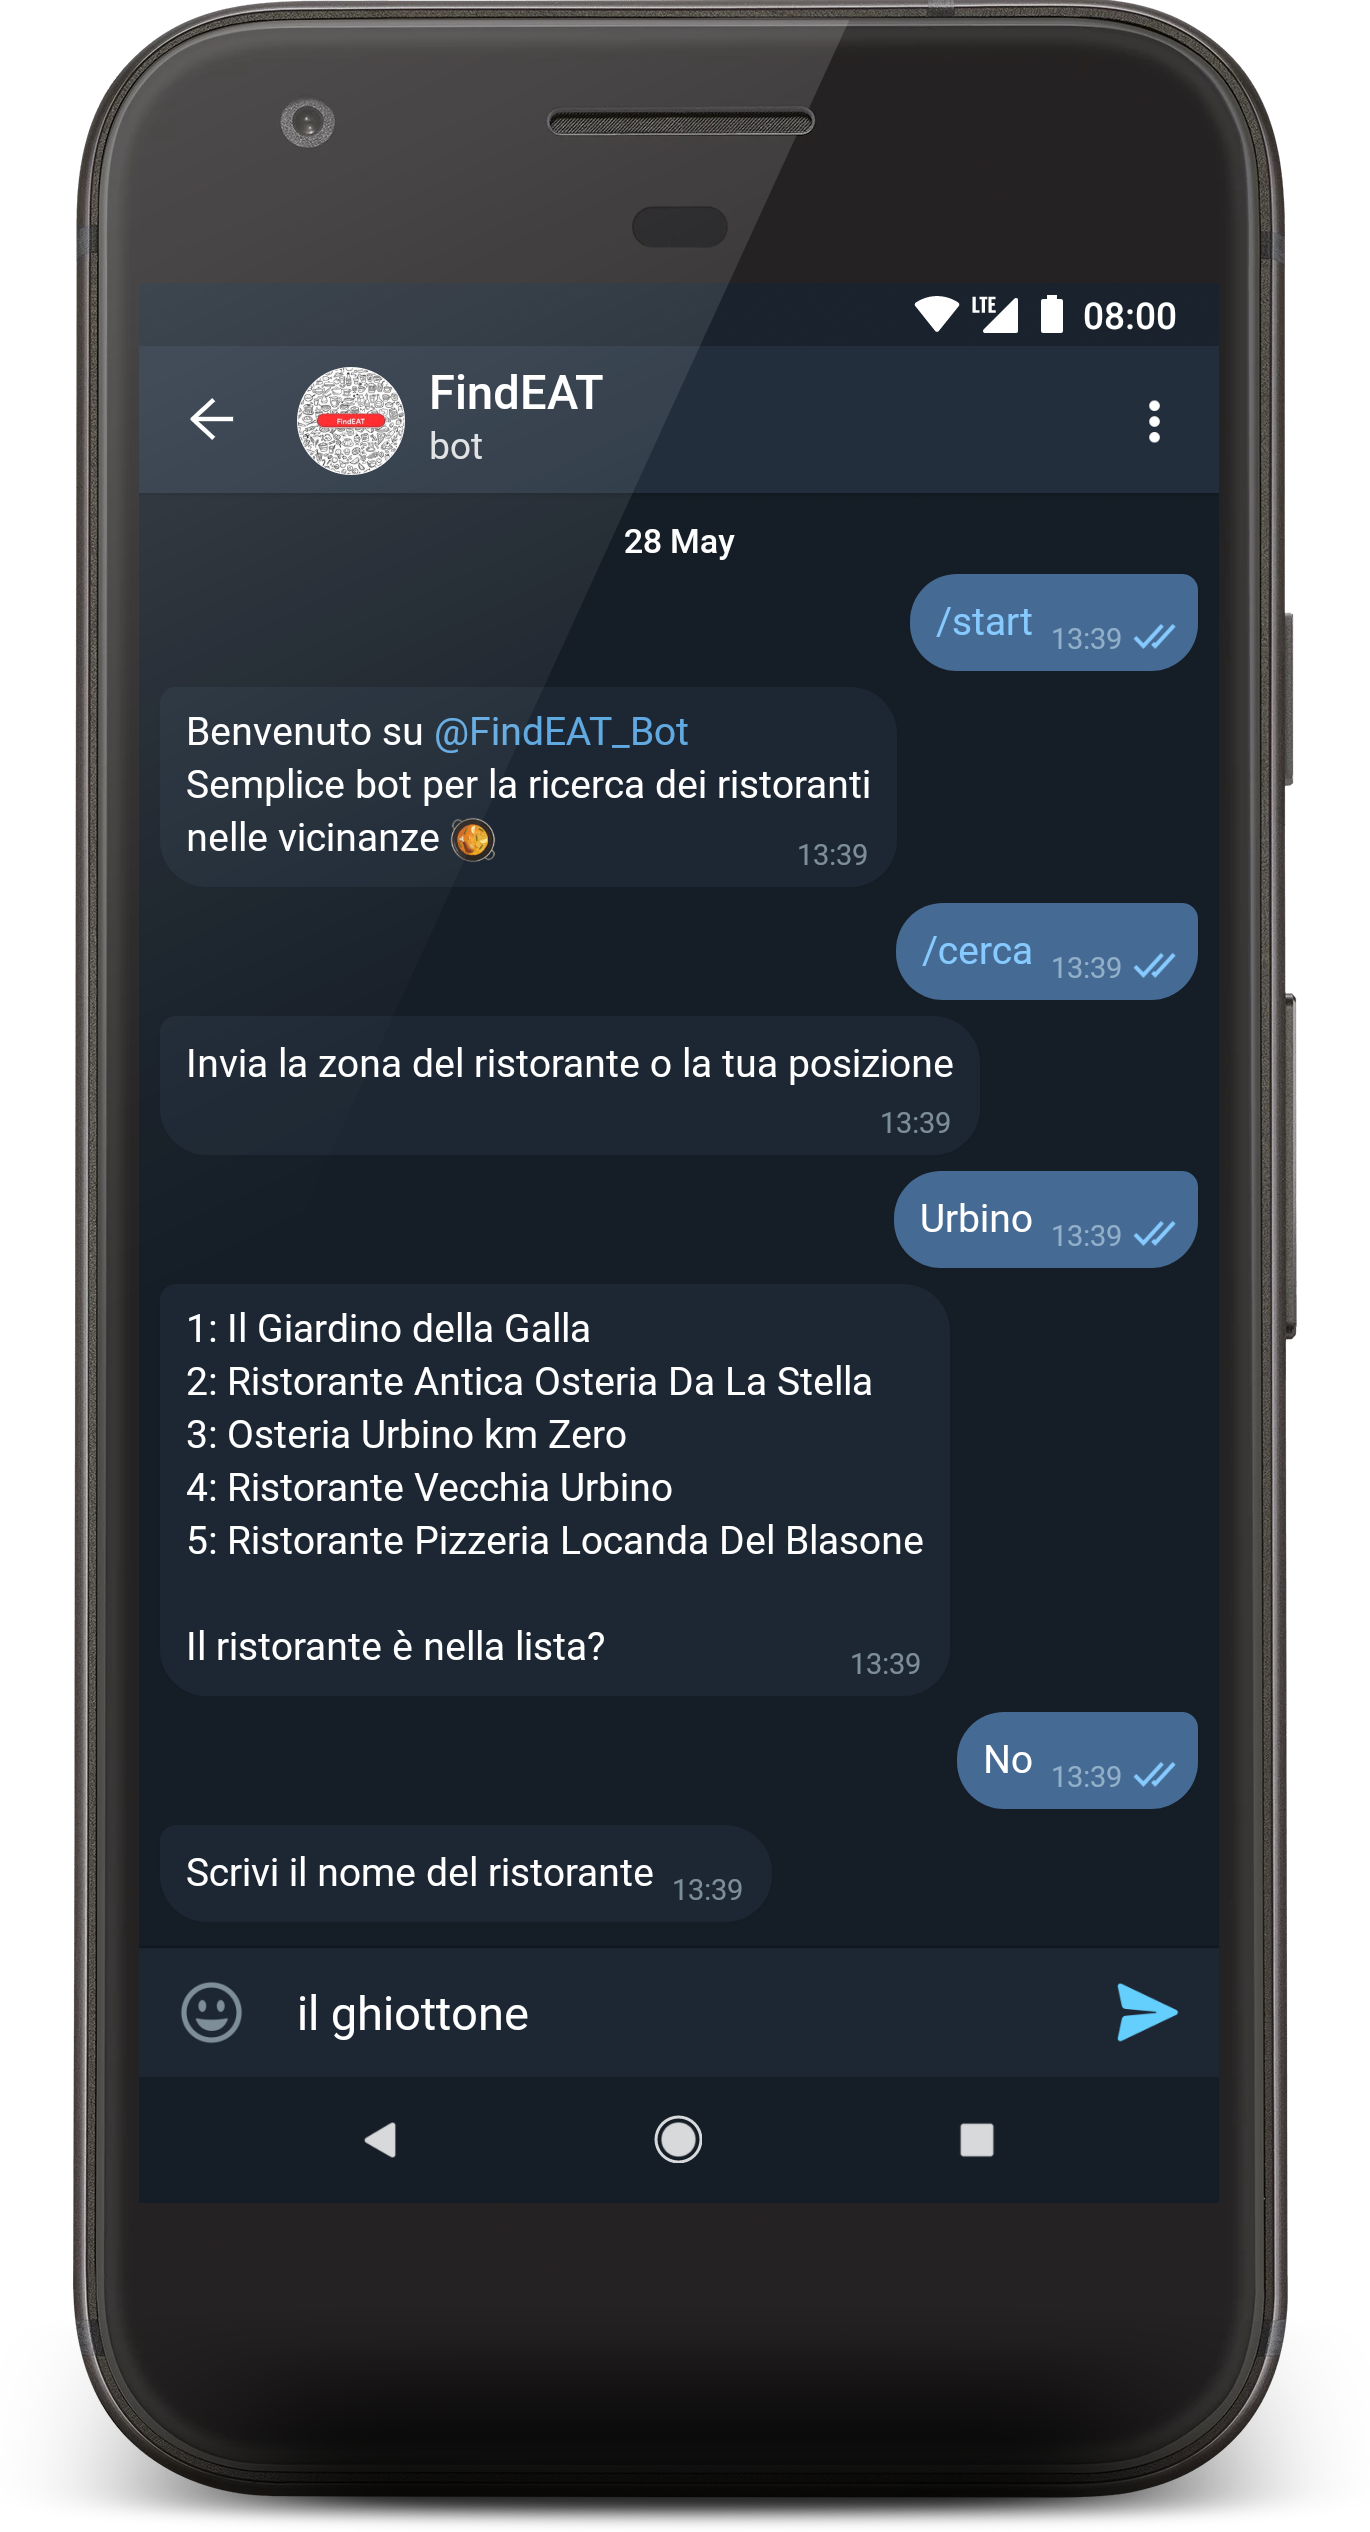 LTE 08:00
FindEAT
FindEAT
bot
28 May
/start 13:39
Benvenuto su @FindEAT_Bot
Semplice bot per la ricerca dei ristoranti
nelle vicinanze 🥘
13:39
/cerca 13:39
Invia la zona del ristorante o la tua posizione
13:39
Urbino 13:39
1: Il Giardino della Galla
2: Ristorante Antica Osteria Da La Stella
3: Osteria Urbino km Zero
4: Ristorante Vecchia Urbino
5: Ristorante Pizzeria Locanda Del Blasone
Il ristorante è nella lista?
13:39
No 13:39
Scrivi il nome del ristorante 13:39
il ghiottone